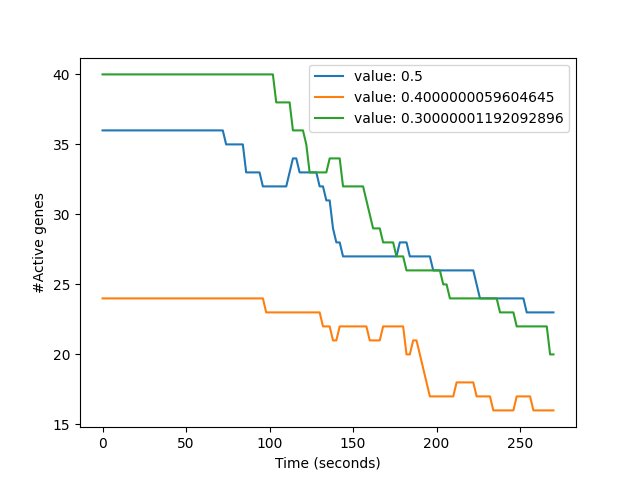 value: 0.5
value: 0.4000000059604645
value: 0.30000001192092896
40
35
30
25
20
15
#Active genes
0 50 100 150 200 250
Time (seconds)